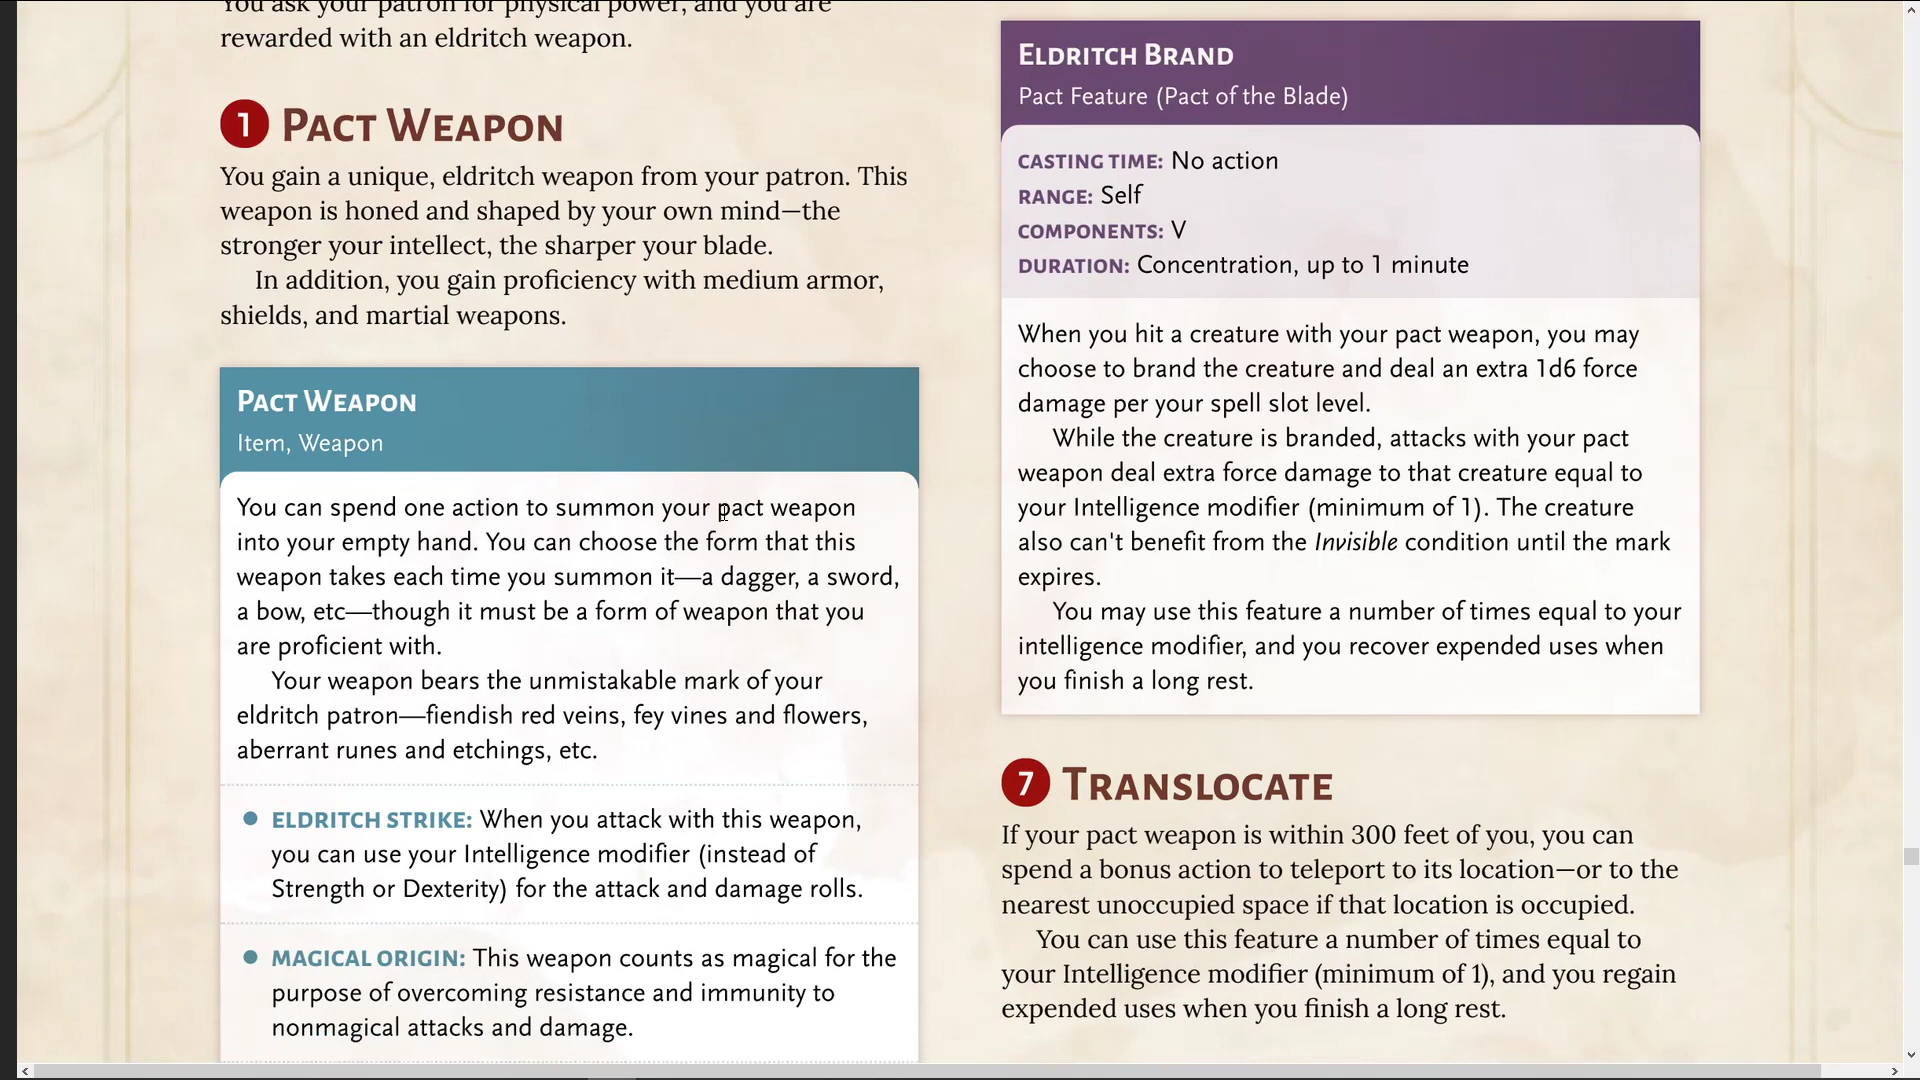 You ask your patron for physical power, and you are
rewarded with an eldritch weapon.
1 Pact Weapon
You gain a unique, eldritch weapon from your patron. This
weapon is honed and shaped by your own mind—the
stronger your intellect, the sharper your blade.
In addition, you gain proficiency with medium armor,
shields, and martial weapons.
Pact Weapon
Item, Weapon
You can spend one action to summon your pact weapon
into your empty hand. You can choose the form that this
weapon takes each time you summon it—a dagger, a sword,
a bow, etc—though it must be a form of weapon that you
are proficient with.
Your weapon bears the unmistakable mark of your
eldritch patron—fiendish red veins, fey vines and flowers,
aberrant runes and etchings, etc.
ELDRITCH STRIKE: When you attack with this weapon,
you can use your Intelligence modifier (instead of
Strength or Dexterity) for the attack and damage rolls.
MAGICAL ORIGIN: This weapon counts as magical for the
purpose of overcoming resistance and immunity to
nonmagical attacks and damage.
Eldritch Brand
Pact Feature (Pact of the Blade)
CASTING TIME: No action
RANGE: Self
COMPONENTS: V
DURATION: Concentration, up to 1 minute
When you hit a creature with your pact weapon, you may
choose to brand the creature and deal an extra 1d6 force
damage per your spell slot level.
While the creature is branded, attacks with your pact
weapon deal extra force damage to that creature equal to
your Intelligence modifier (minimum of 1). The creature
also can't benefit from the Invisible condition until the mark
expires.
You may use this feature a number of times equal to your
intelligence modifier, and you recover expended uses when
you finish a long rest.
7 Translocate
If your pact weapon is within 300 feet of you, you can
spend a bonus action to teleport to its location—or to the
nearest unoccupied space if that location is occupied.
You can use this feature a number of times equal to
your Intelligence modifier (minimum of 1), and you regain
expended uses when you finish a long rest.